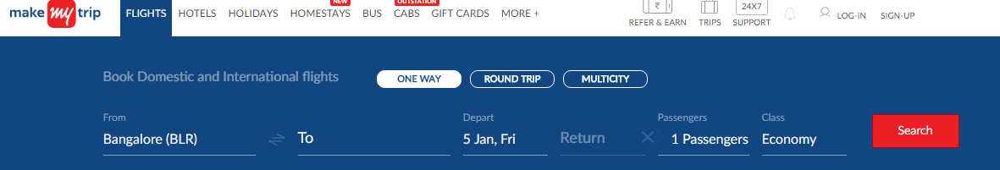 make my trip
FLIGHTS HOTELS HOLIDAYS HOMESTAYS NEW BUS CABS OUTSTATION GIFT CARDS MORE +
₹ REFER & EARN TRIPS 24X7 SUPPORT LOG-IN SIGN-UP
Book Domestic and International flights ONE WAY ROUND TRIP MULTICITY
From Depart Passengers Class
Bangalore (BLR) To 5 Jan, Fri Return 1 Passengers Economy Search